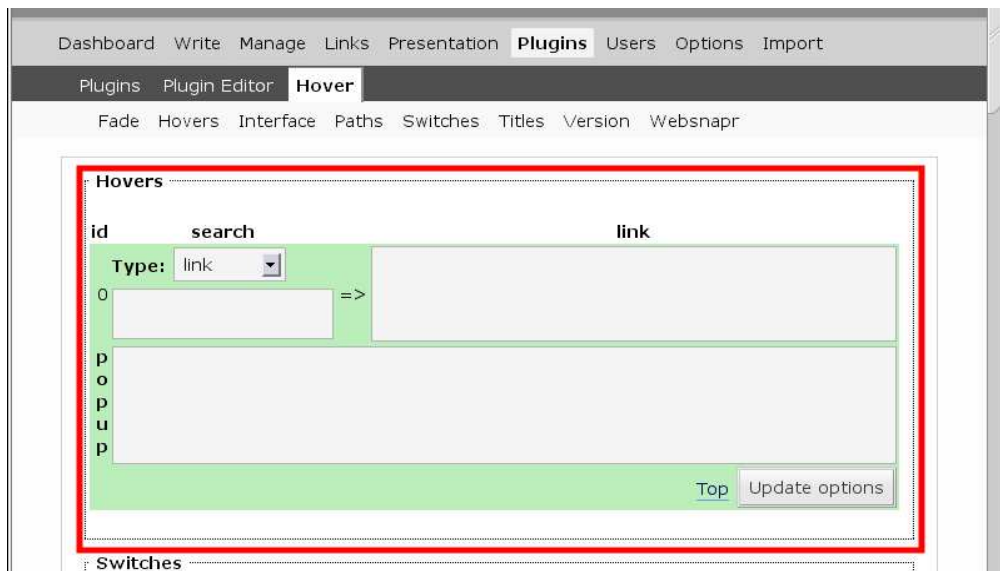 Dashboard Write Manage Links Presentation Plugins Users Options Import
Plugins Plugin Editor Hover
Fade Hovers Interface Paths Switches Titles Version Websnapr
Hovers
id search link
Type: link
0 =>
p
o
p
u
p
Top Update options
Switches